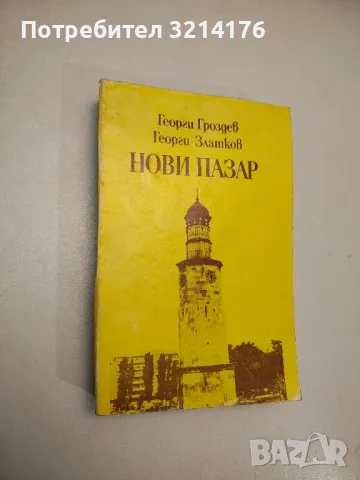 Потребител 3214176
Георги Гроздев
Георги Златков
НОВИ ПАЗАР
BAZAR
bg